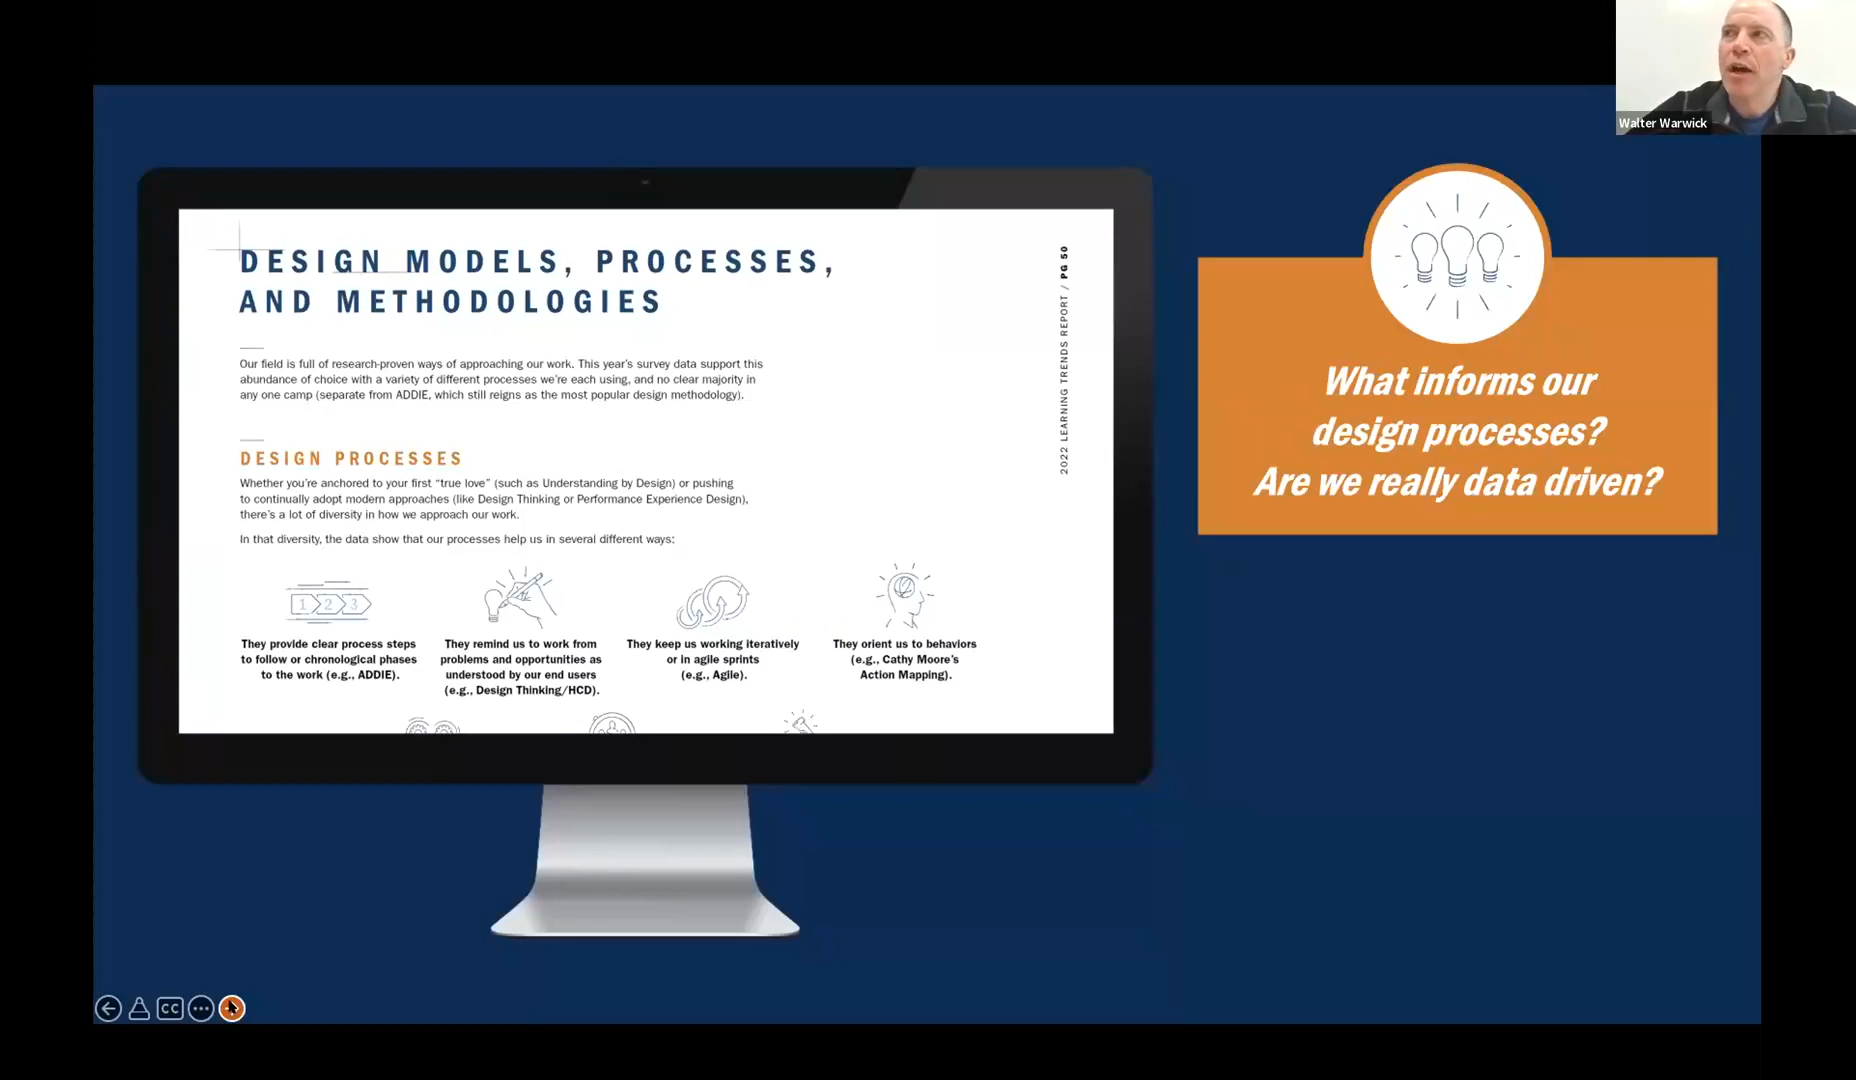 Walter Warwick
DESIGN MODELS, PROCESSES,
AND METHODOLOGIES
Our field is full of research-proven ways of approaching our work. This year's survey data support this
abundance of choice with a variety of different processes we're each using, and no clear majority in
any one camp (separate from ADDIE, which still reigns as the most popular design methodology).
DESIGN PROCESSES
Whether you're anchored to your first “true love” (such as Understanding by Design) or pushing
to continually adopt modern approaches (like Design Thinking or Performance Experience Design),
there's a lot of diversity in how we approach our work.
In that diversity, the data show that our processes help us in several different ways:
1 2 3
They provide clear process steps
to follow or chronological phases
to the work (e.g., ADDIE).
They remind us to work from
problems and opportunities as
understood by our end users
(e.g., Design Thinking/HCD).
They keep us working iteratively
or in agile sprints
(e.g., Agile).
They orient us to behaviors
(e.g., Cathy Moore's
Action Mapping).
2022 LEARNING TRENDS REPORT / PG 50
What informs our
design processes?
Are we really data driven?
CC